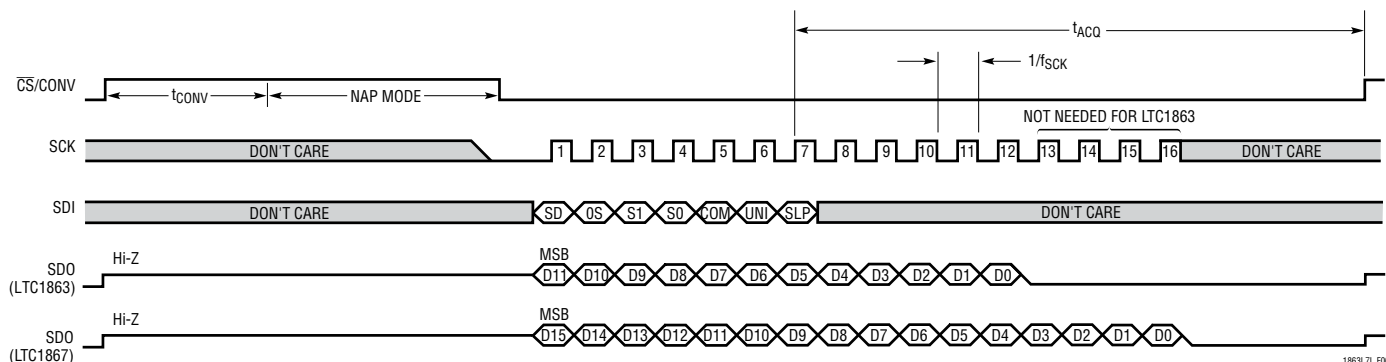 tACQ
1/fSCK
CS/CONV
tCONV
NAP MODE
NOT NEEDED FOR LTC1863
SCK
DON'T CARE
1 2 3 4 5 6 7 8 9 10 11 12 13 14 15 16
DON'T CARE
SDI
DON'T CARE
SD 0S S1 S0 COM UNI SLP
DON'T CARE
SDO
(LTC1863)
Hi-Z
MSB
D11 D10 D9 D8 D7 D6 D5 D4 D3 D2 D1 D0
SDO
(LTC1867)
Hi-Z
MSB
D15 D14 D13 D12 D11 D10 D9 D8 D7 D6 D5 D4 D3 D2 D1 D0